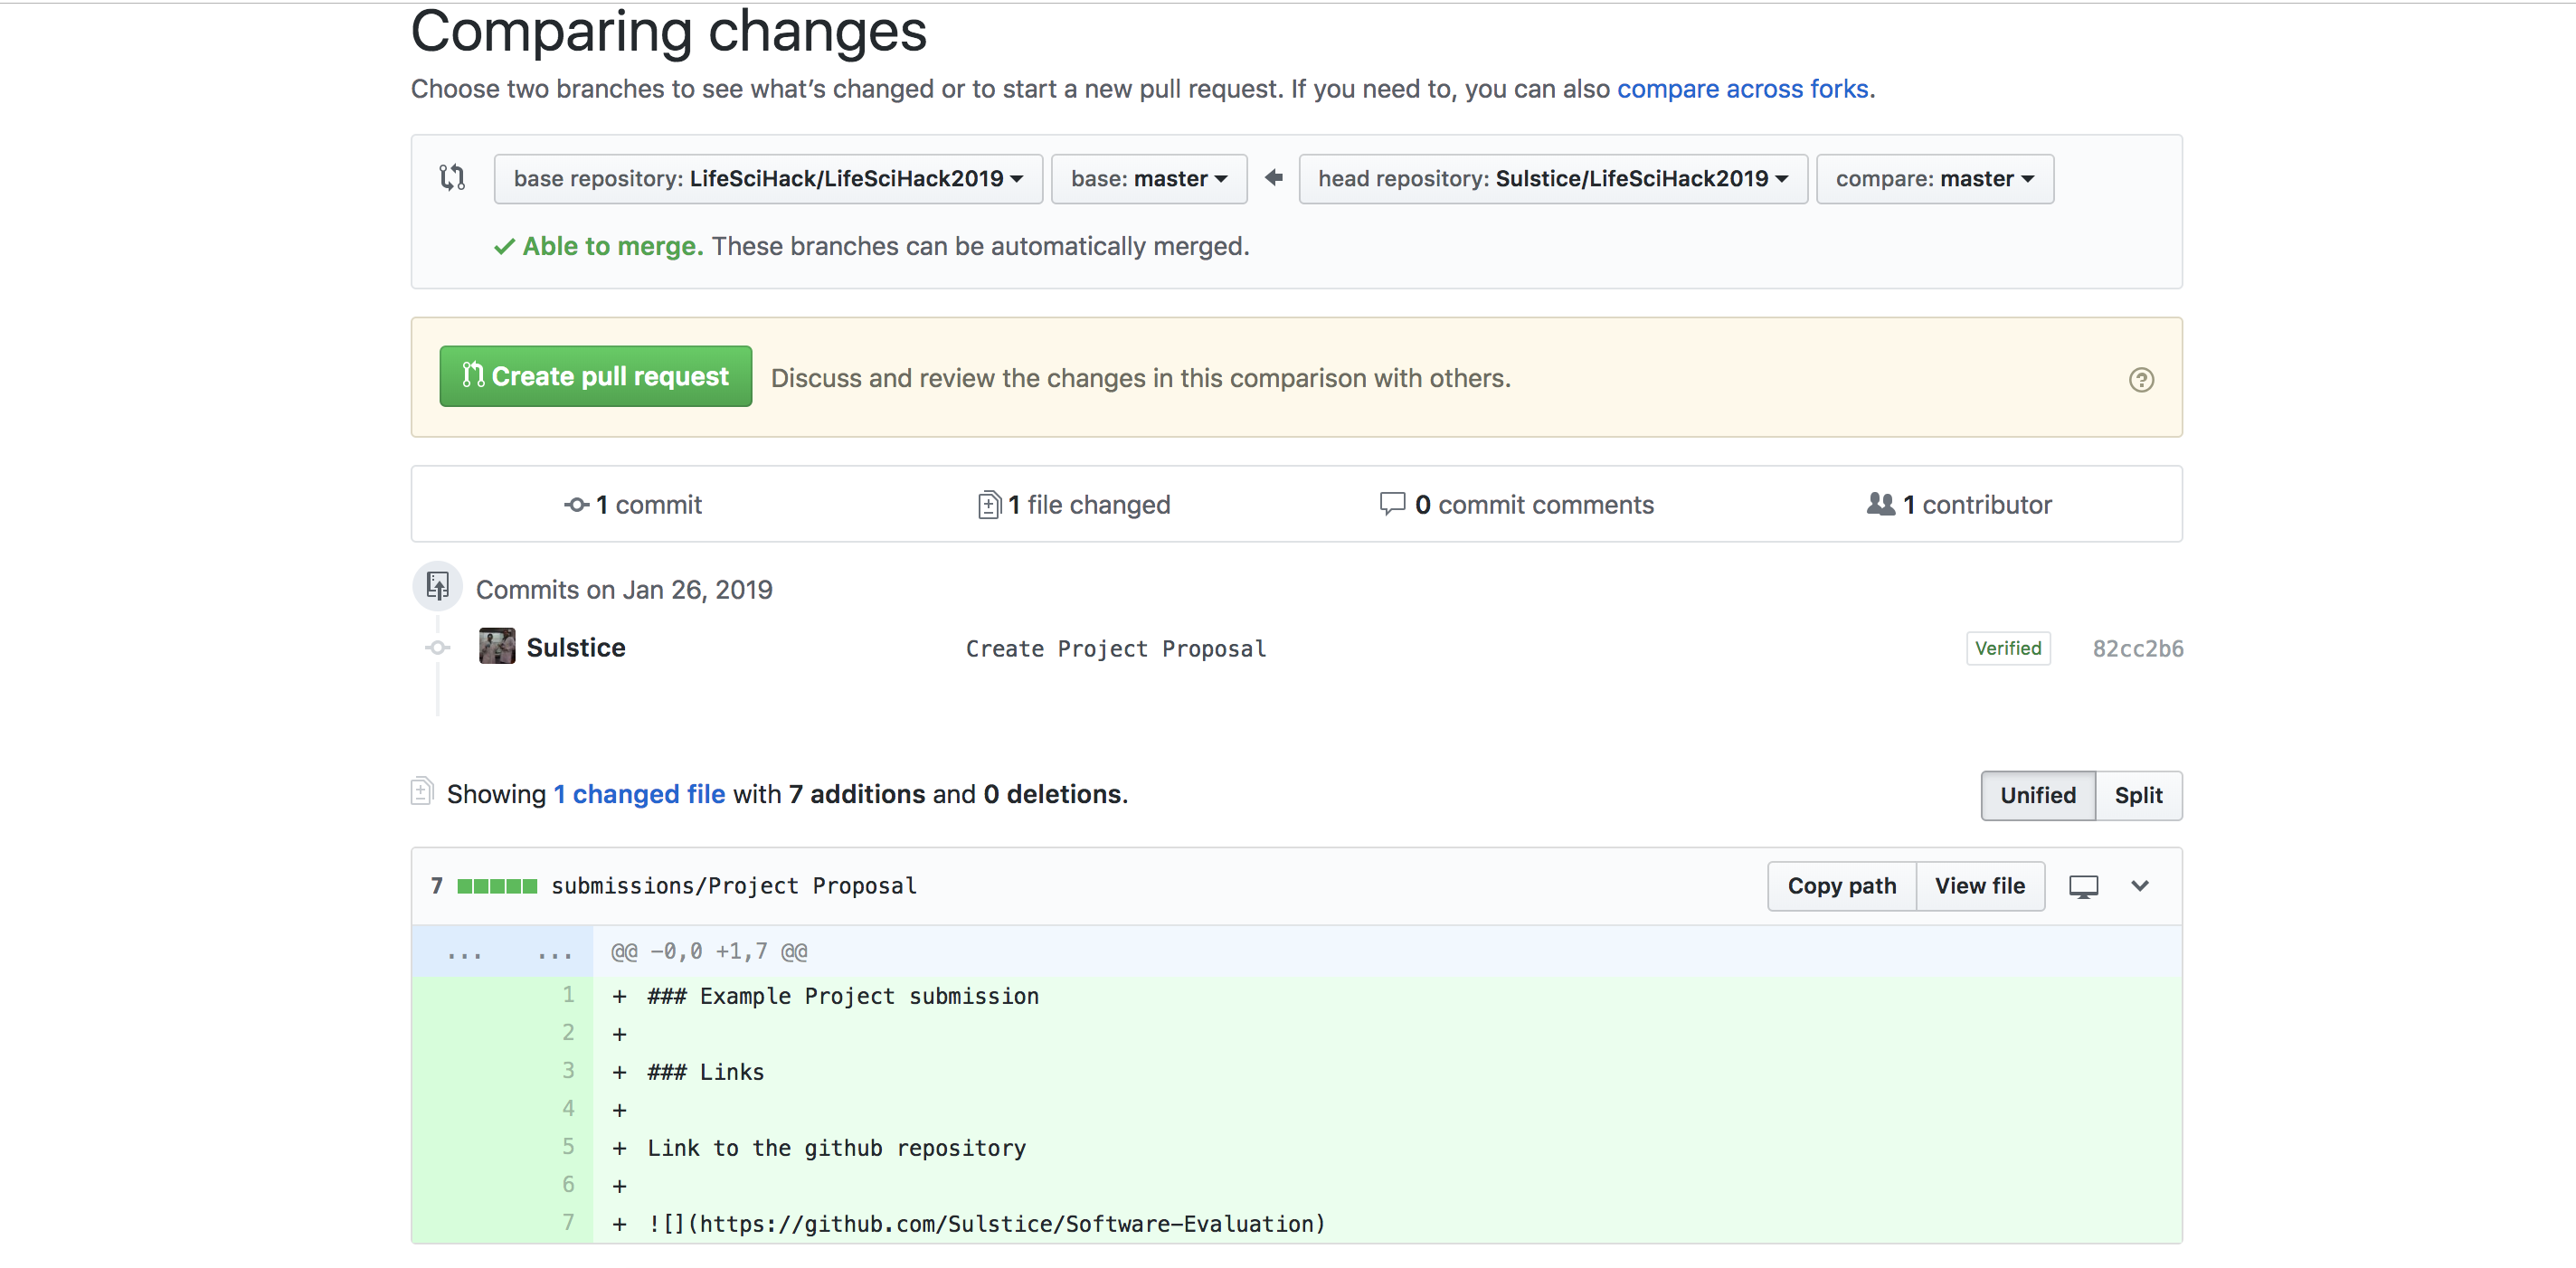 Comparing changes
Choose two branches to see what’s changed or to start a new pull request. If you need to, you can also compare across forks.
base repository: LifeSciHack/LifeSciHack2019 base: master head repository: Sulstice/LifeSciHack2019 compare: master
Able to merge. These branches can be automatically merged.
Create pull request Discuss and review the changes in this comparison with others.
1 commit 1 file changed 0 commit comments 1 contributor
Commits on Jan 26, 2019
Sulstice Create Project Proposal Verified 82cc2b6
Showing 1 changed file with 7 additions and 0 deletions. Unified Split
7 submissions/Project Proposal Copy path View file
... ... @@ -0,0 +1,7 @@
1 + ### Example Project submission
2 +
3 + ### Links
4 +
5 + Link to the github repository
6 +
7 + ![](https://github.com/Sulstice/Software-Evaluation)